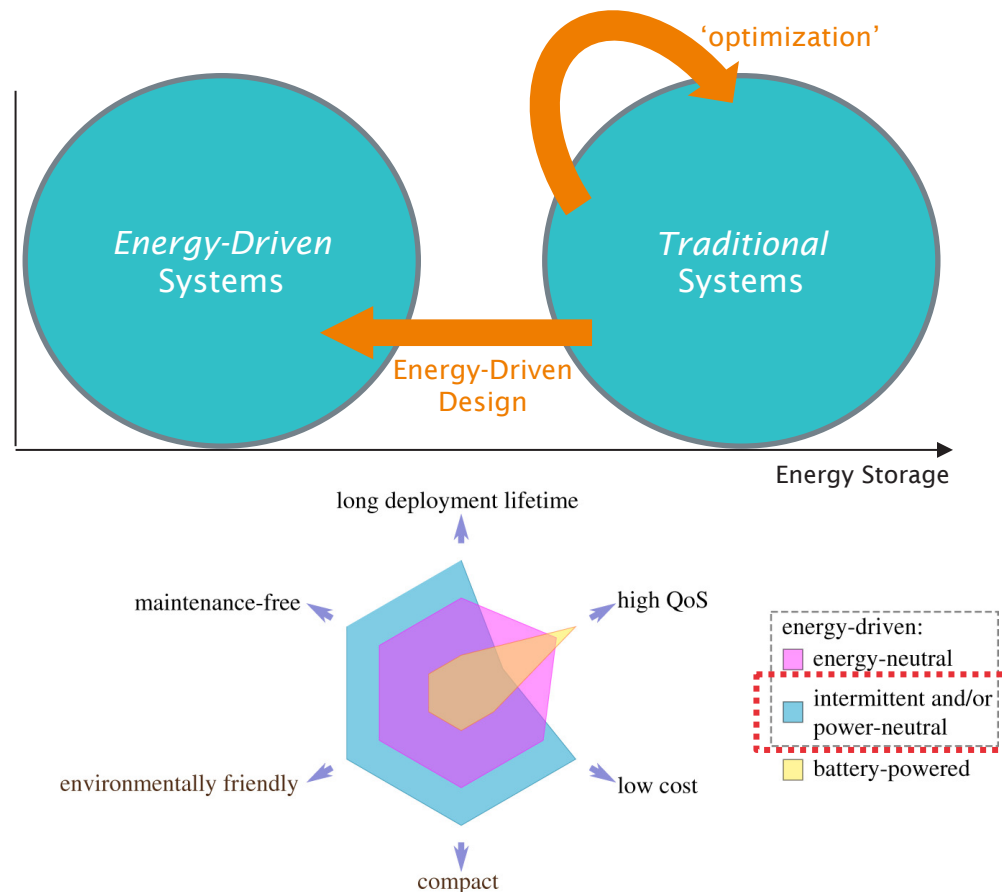 ‘optimization’
Energy-Driven
Systems
Traditional
Systems
Energy-Driven
Design
Energy Storage
long deployment lifetime
maintenance-free
high QoS
environmentally friendly
low cost
compact
energy-driven:
energy-neutral
intermittent and/or
power-neutral
battery-powered